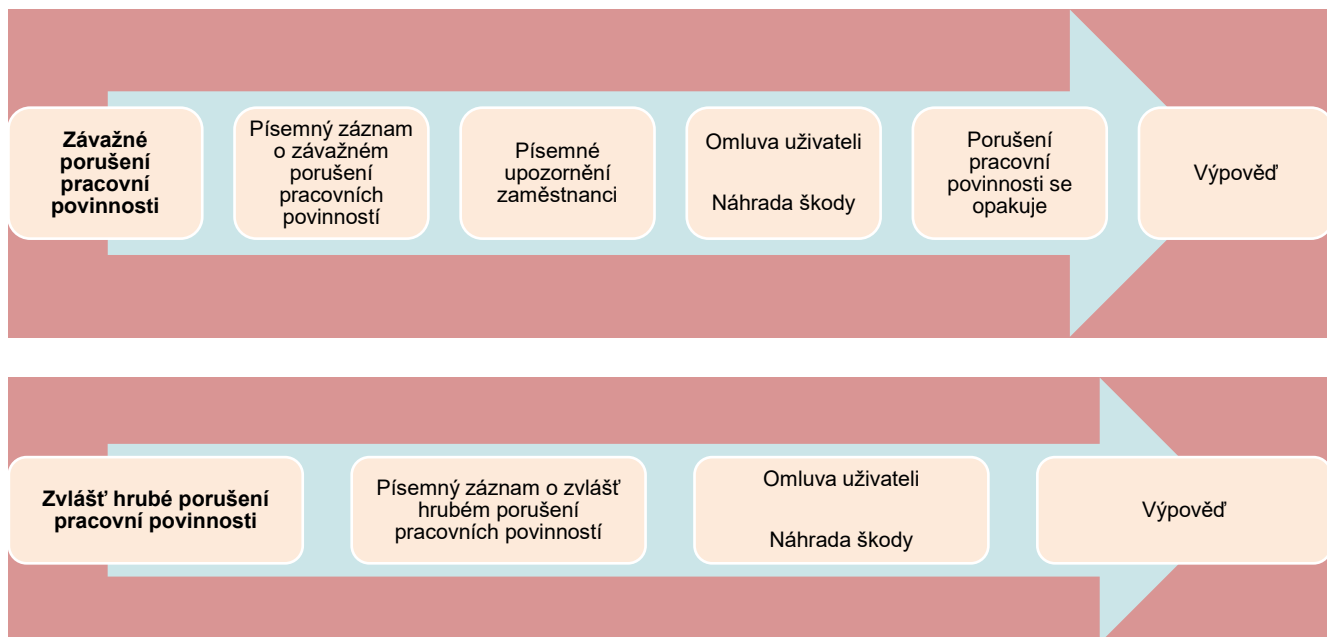 Závažné
porušení
pracovní
povinnosti
Písemný záznam
o závažném
porušení
pracovních
povinností
Písemné
upozornění
zaměstnanci
Omluva uživateli
Náhrada škody
Porušení
pracovní
povinnosti se
opakuje
Výpověď
Zvlášť hrubé porušení
pracovní povinnosti
Písemný záznam o zvlášť
hrubém porušení
pracovních povinností
Omluva uživateli
Náhrada škody
Výpověď